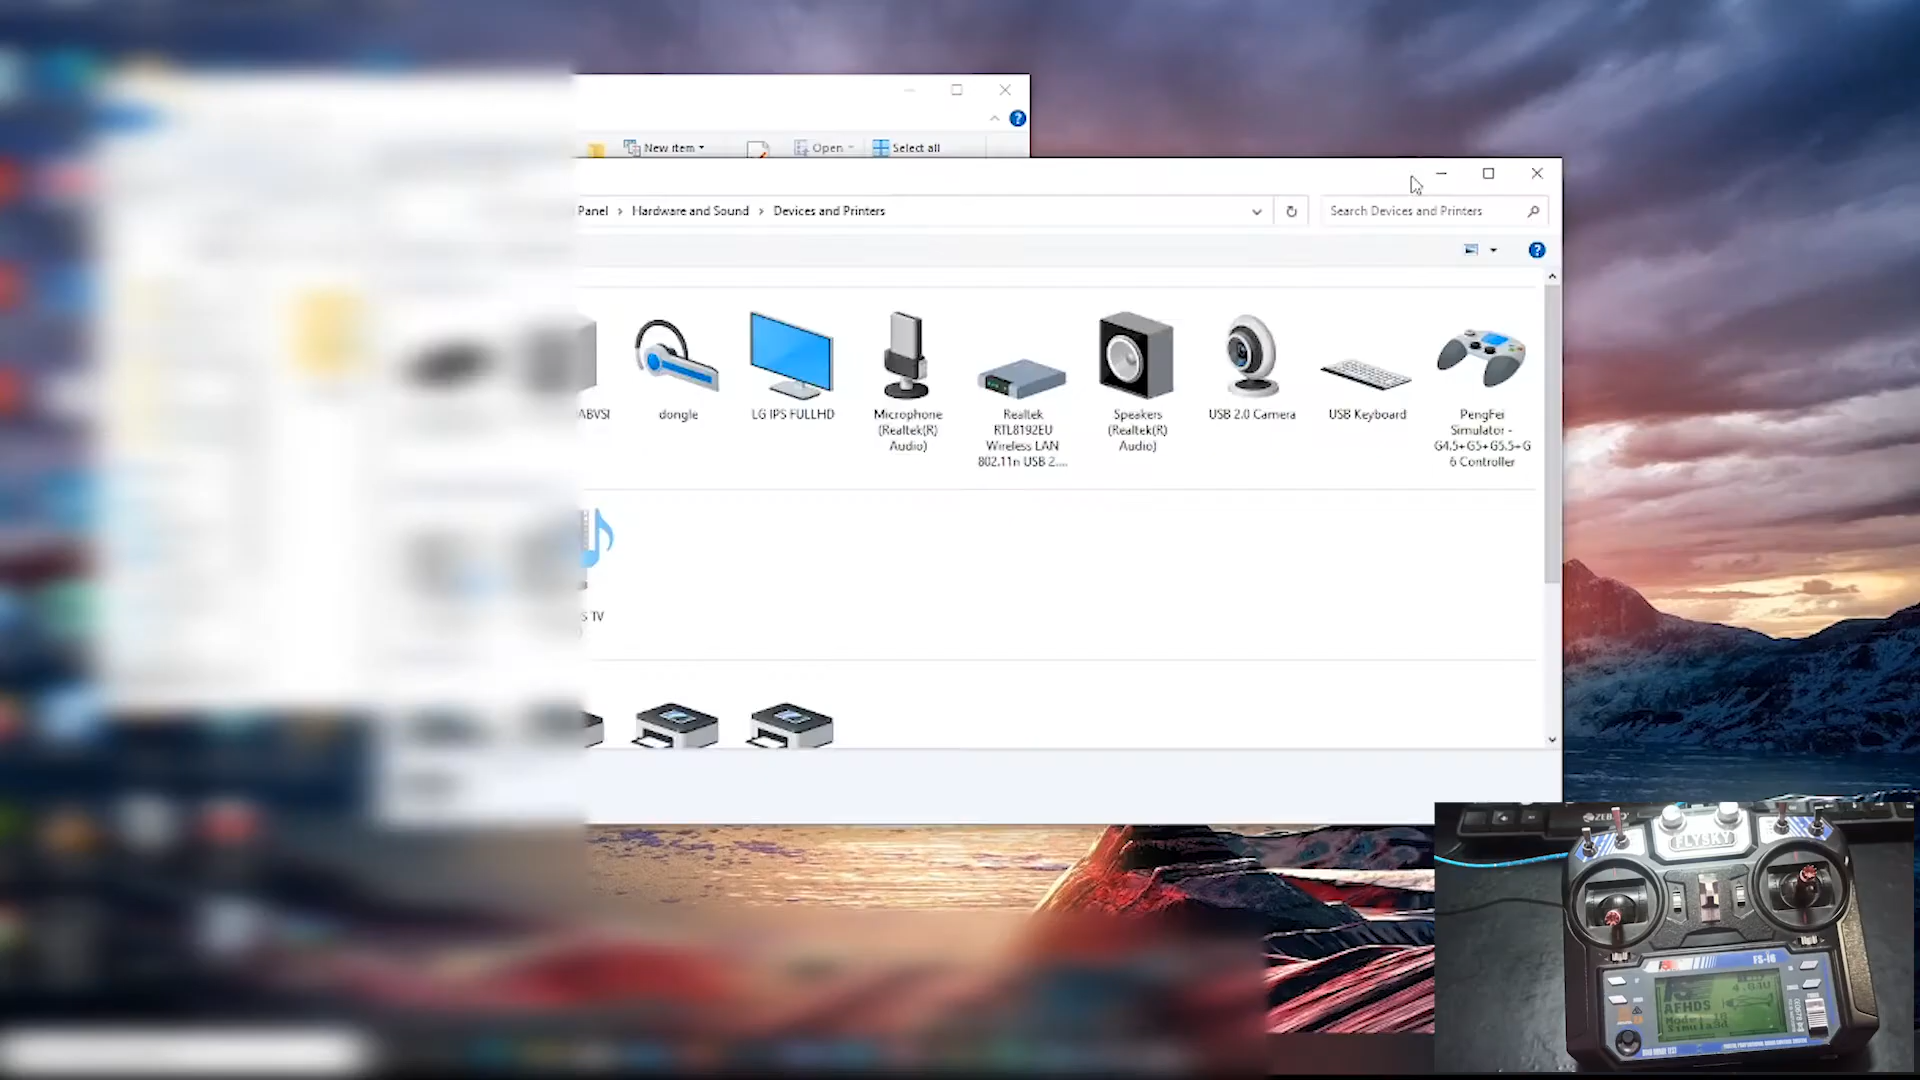 New item
Open
Select all
Panel > Hardware and Sound > Devices and Printers
Search Devices and Printers
ABVSI
dongle
LG IPS FULLHD
Microphone
(Realtek(R)
Audio)
Realtek
RTL8192EU
Wireless LAN
802.11n USB 2....
Speakers
(Realtek(R)
Audio)
USB 2.0 Camera
USB Keyboard
PengFei
Simulator -
G4.5+G5+G5.5+G
6 Controller
S TV
FLYSKY
FS-i6
AFHDS